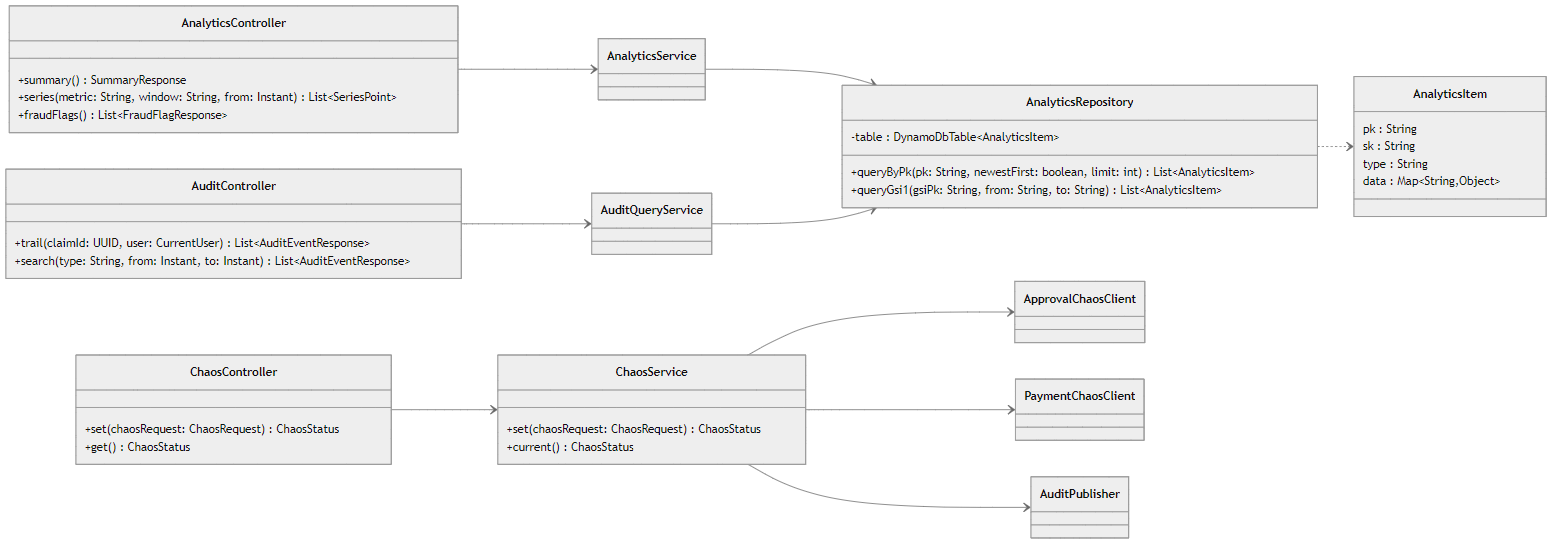 AnalyticsController
+summary() : SummaryResponse
+series(metric: String, window: String, from: Instant) : List<SeriesPoint>
+fraudFlags() : List<FraudFlagResponse>
AnalyticsService
AnalyticsRepository
-table : DynamoDbTable<AnalyticsItem>
+queryByPk(pk: String, newestFirst: boolean, limit: int) : List<AnalyticsItem>
+queryGsi1(gsiPk: String, from: String, to: String) : List<AnalyticsItem>
AnalyticsItem
pk : String
sk : String
type : String
data : Map<String,Object>
AuditController
+trail(claimId: UUID, user: CurrentUser) : List<AuditEventResponse>
+search(type: String, from: Instant, to: Instant) : List<AuditEventResponse>
AuditQueryService
ChaosController
+set(chaosRequest: ChaosRequest) : ChaosStatus
+get() : ChaosStatus
ChaosService
+set(chaosRequest: ChaosRequest) : ChaosStatus
+current() : ChaosStatus
ApprovalChaosClient
PaymentChaosClient
AuditPublisher